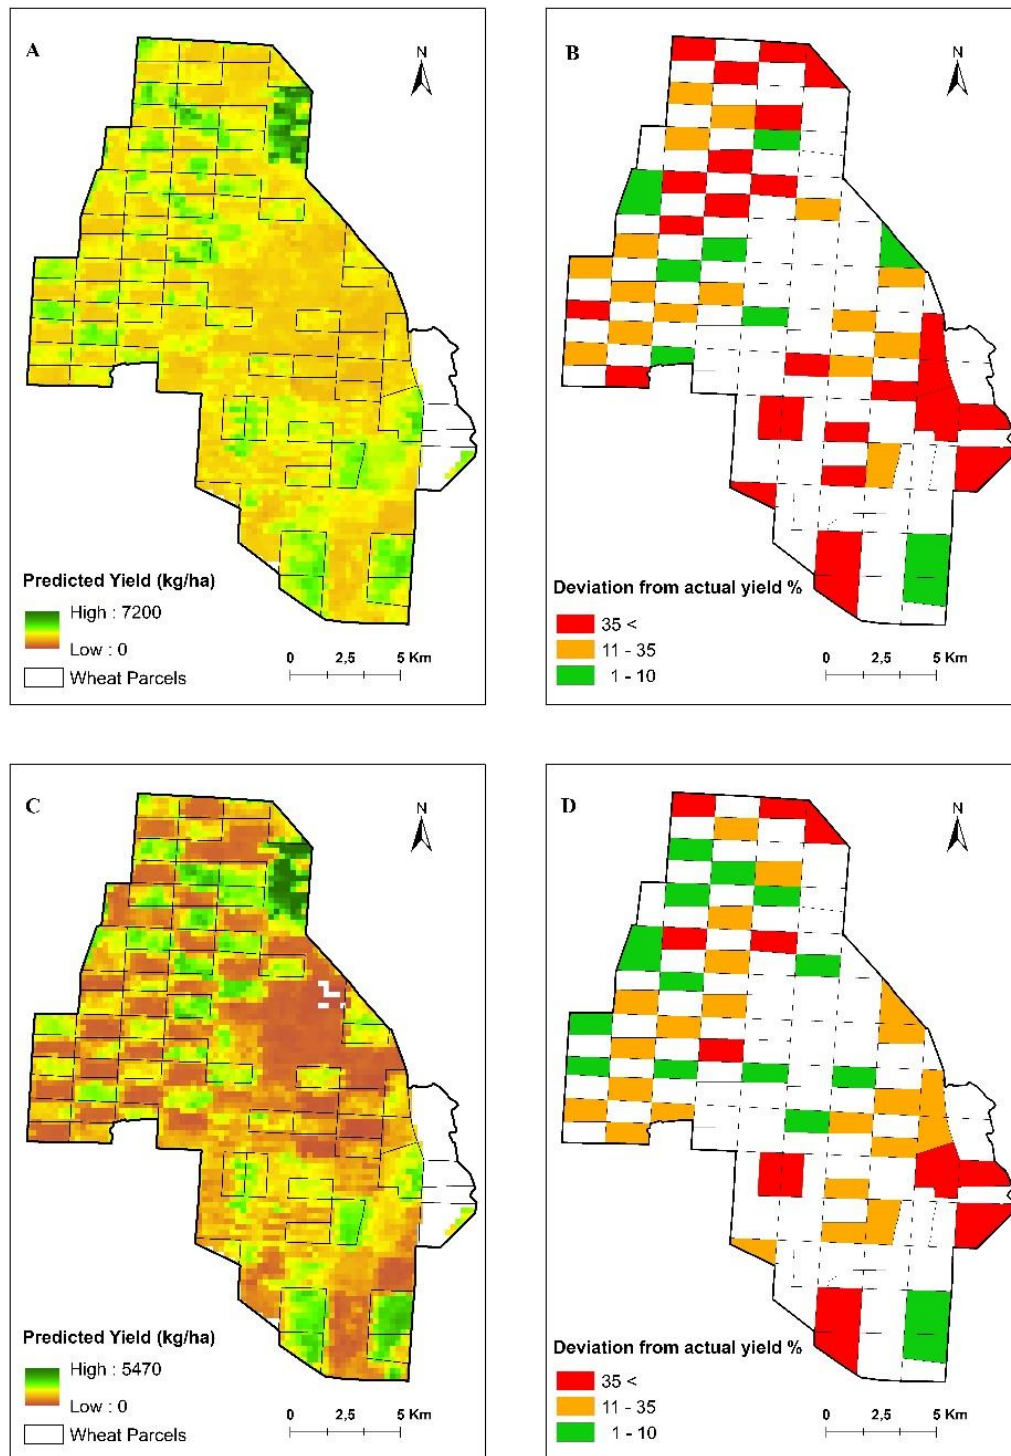 A
N
Predicted Yield (kg/ha)
High : 7200
Low : 0
Wheat Parcels
0 2,5 5 Km
B
N
Deviation from actual yield %
35 <
11 - 35
1 - 10
0 2,5 5 Km
C
N
Predicted Yield (kg/ha)
High : 5470
Low : 0
Wheat Parcels
0 2,5 5 Km
D
N
Deviation from actual yield %
35 <
11 - 35
1 - 10
0 2,5 5 Km